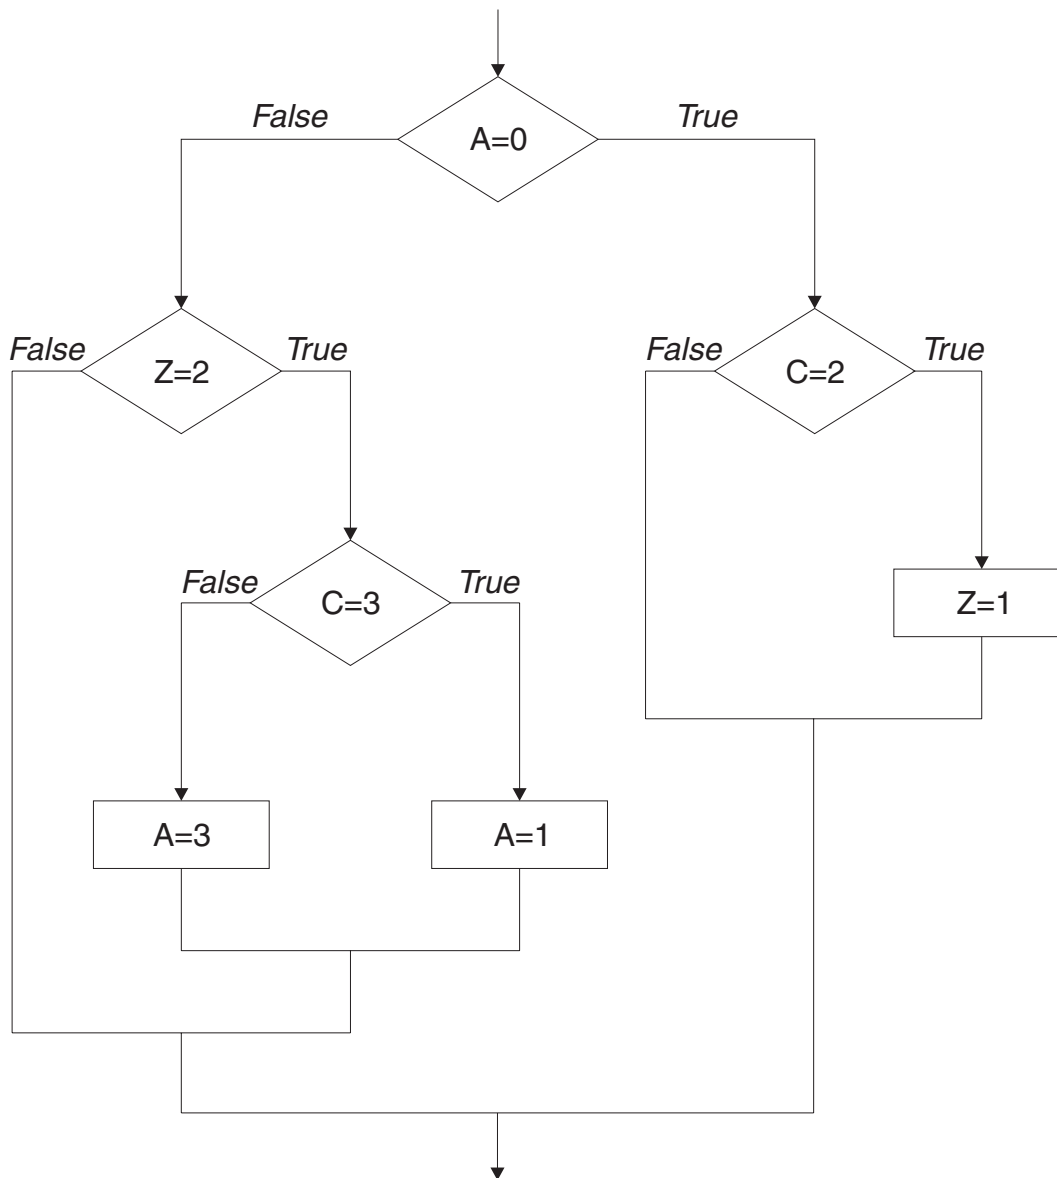 False
True
A=0
False
True
Z=2
False
True
C=2
False
True
C=3
Z=1
A=3
A=1